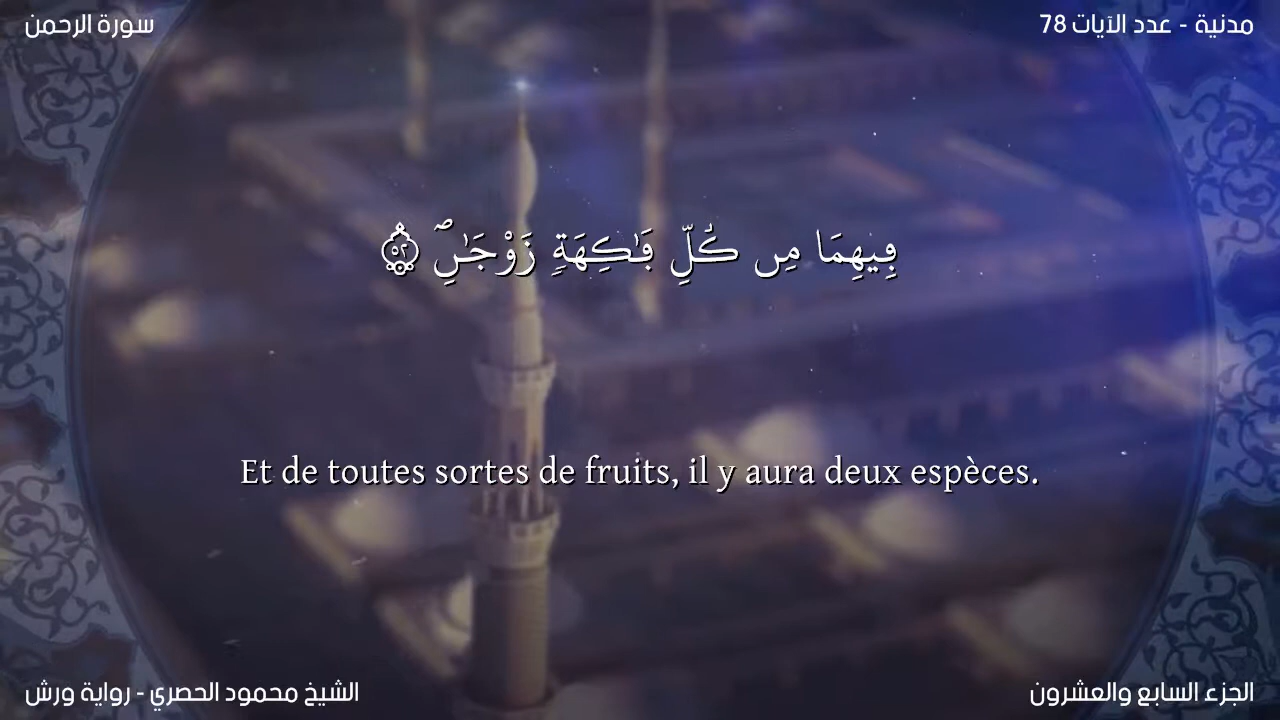 سورة الرحمن
مدنية - عدد الآيات 78
فِيهِمَا مِن كُلِّ فَٰكِهَةٖ زَوْجَٰنِۖ ٥٢
Et de toutes sortes de fruits, il y aura deux espèces.
الشيخ محمود الحصري - رواية ورش
الجزء السابع والعشرون